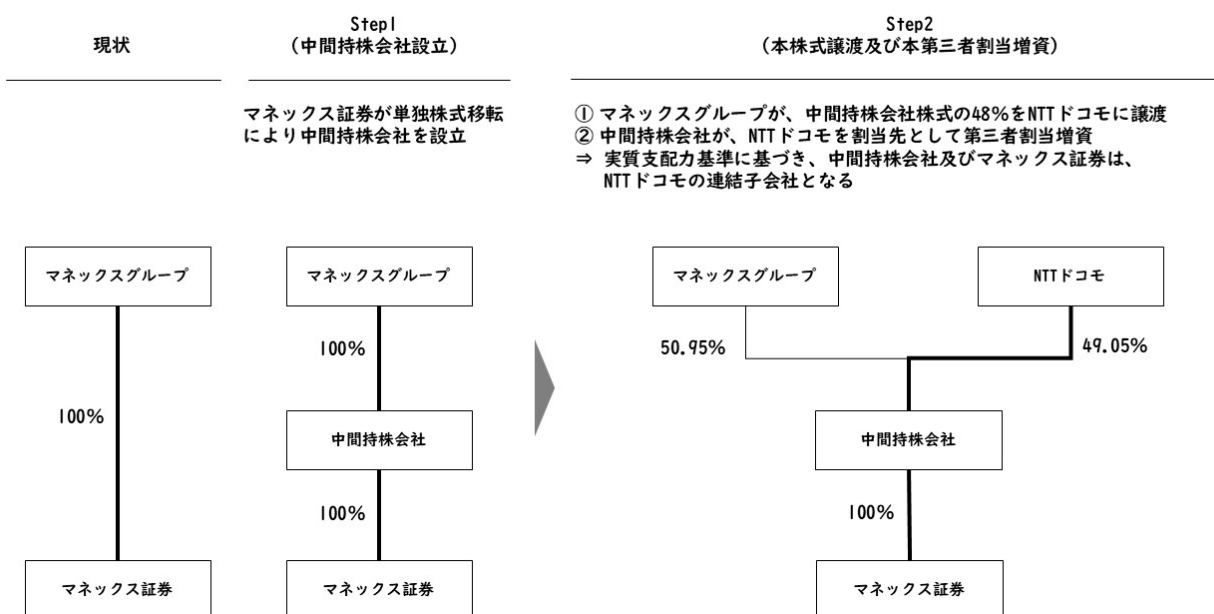 現状
Step1
（中間持株会社設立）
マネックス証券が単独株式移転
により中間持株会社を設立
マネックスグループ
100%
マネックス証券
マネックスグループ
100%
中間持株会社
100%
マネックス証券
Step2
（本株式譲渡及び本第三者割当増資）
① マネックスグループが、中間持株会社株式の48%をNTTドコモに譲渡
② 中間持株会社が、NTTドコモを割当先として第三者割当増資
⇒ 実質支配力基準に基づき、中間持株会社及びマネックス証券は、
NTTドコモの連結子会社となる
マネックスグループ
NTTドコモ
50.95%
49.05%
中間持株会社
100%
マネックス証券